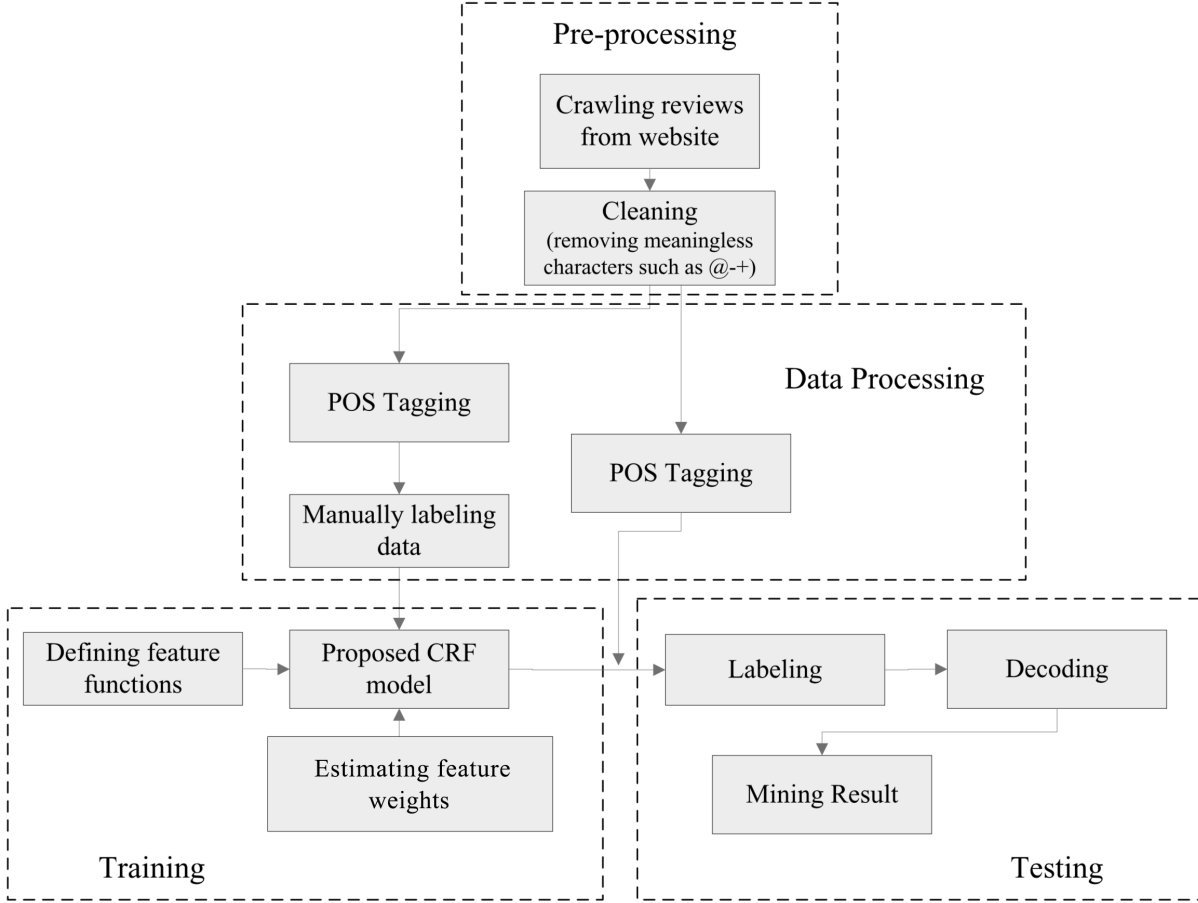 Pre-processing
Crawling reviews
from website
Cleaning
(removing meaningless
characters such as @-+)
Data Processing
POS Tagging
POS Tagging
Manually labeling
data
Defining feature
functions
Proposed CRF
model
Labeling
Decoding
Estimating feature
weights
Mining Result
Training
Testing